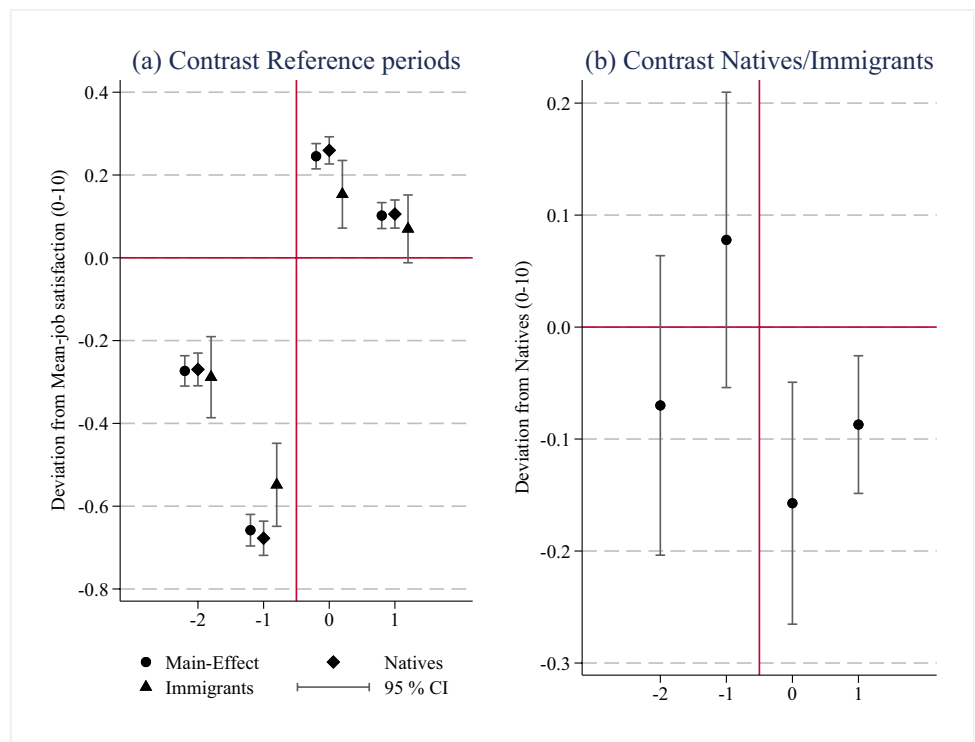 (a) Contrast Reference periods
Deviation from Mean-job satisfaction (0-10)
0.4
0.2
0.0
-0.2
-0.4
-0.6
-0.8
-2 -1 0 1
Main-Effect Natives
Immigrants 95 % CI
(b) Contrast Natives/Immigrants
Deviation from Natives (0-10)
0.2
0.1
0.0
-0.1
-0.2
-0.3
-2 -1 0 1